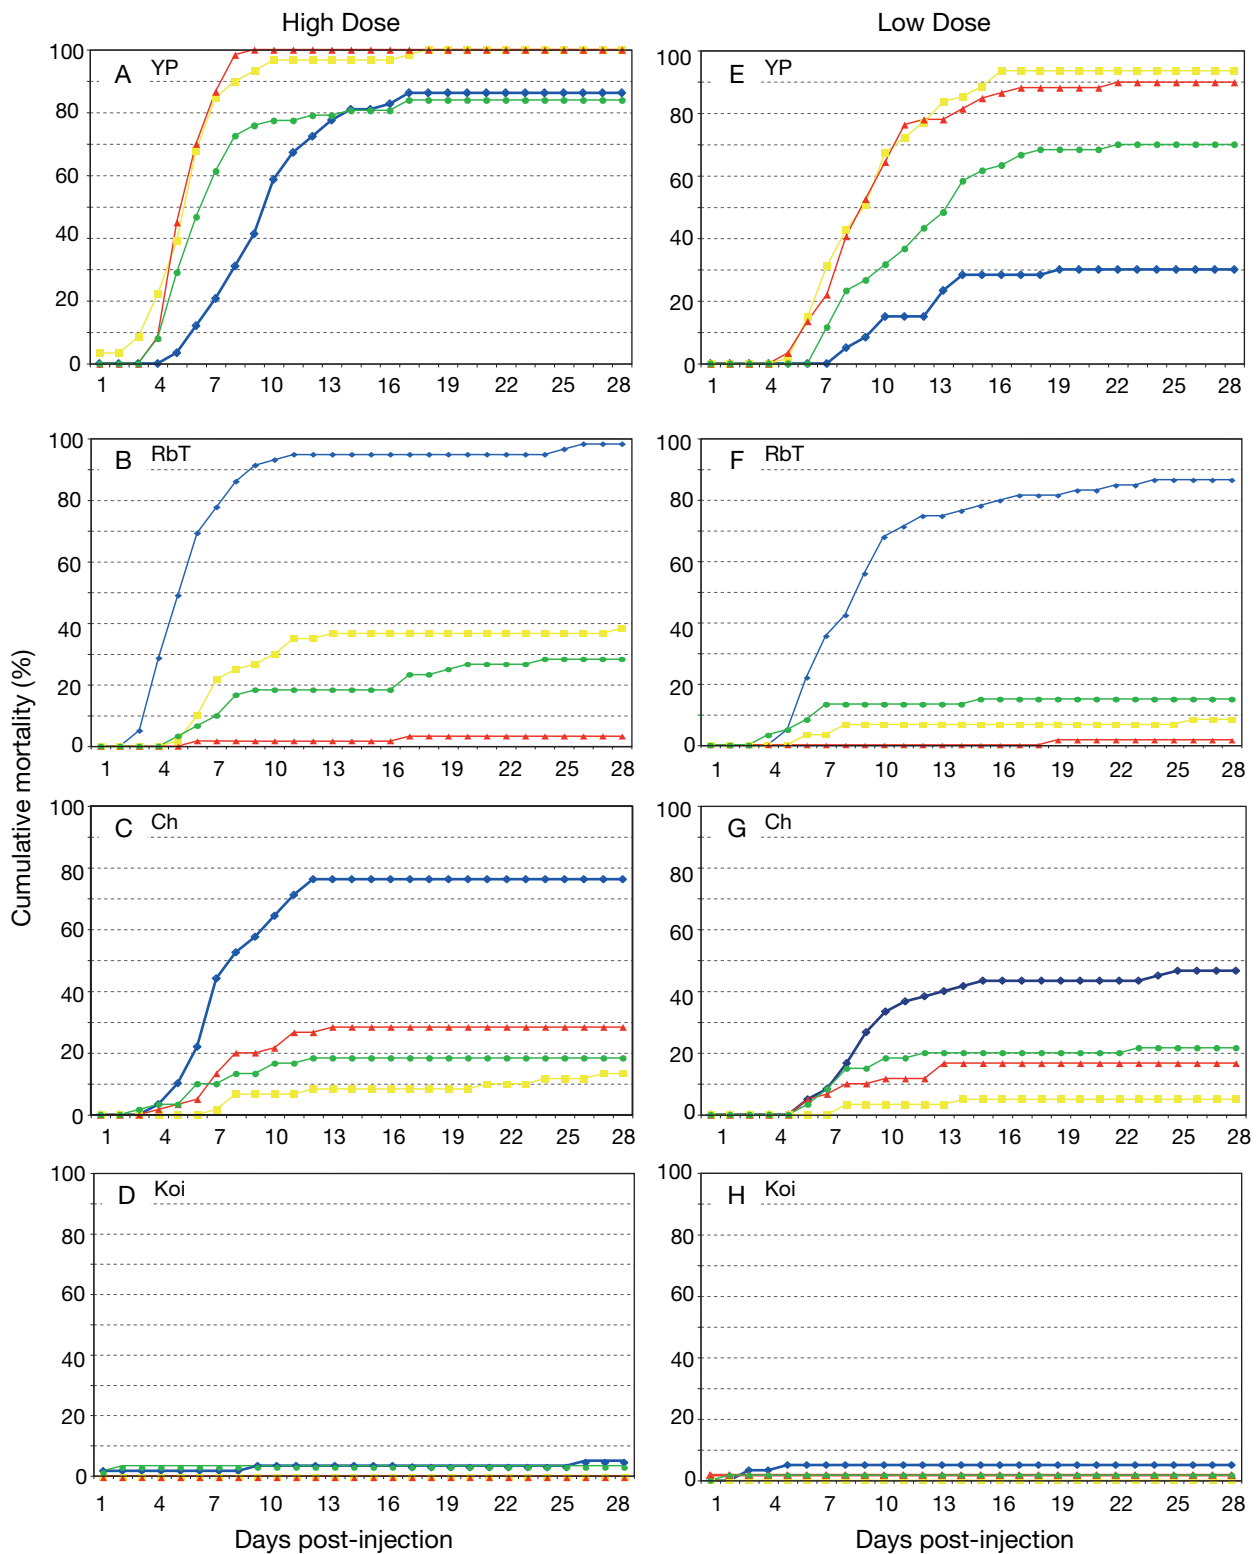 High Dose
Low Dose
A YP
100
80
60
40
20
0
1 4 7 10 13 16 19 22 25 28
E YP
100
80
60
40
20
0
1 4 7 10 13 16 19 22 25 28
B RbT
100
80
60
40
20
0
1 4 7 10 13 16 19 22 25 28
F RbT
100
80
60
40
20
0
1 4 7 10 13 16 19 22 25 28
Cumulative mortality (%)
C Ch
100
80
60
40
20
0
1 4 7 10 13 16 19 22 25 28
G Ch
100
80
60
40
20
0
1 4 7 10 13 16 19 22 25 28
D Koi
100
80
60
40
20
0
1 4 7 10 13 16 19 22 25 28
H Koi
100
80
60
40
20
0
1 4 7 10 13 16 19 22 25 28
Days post-injection
Days post-injection